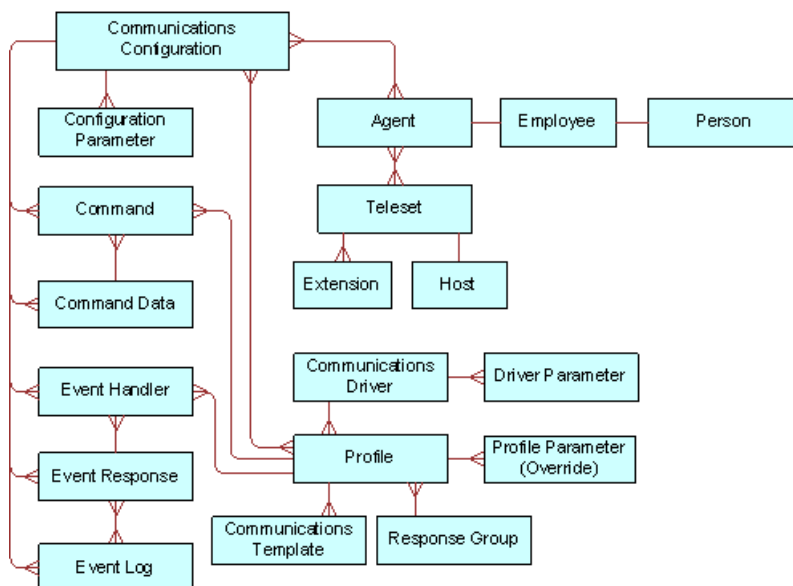 Communications
Configuration
Configuration
Parameter
Agent
Employee
Person
Command
Teleset
Command Data
Extension
Host
Event Handler
Communications
Driver
Driver Parameter
Event Response
Profile
Profile Parameter
(Override)
Event Log
Communications
Template
Response Group